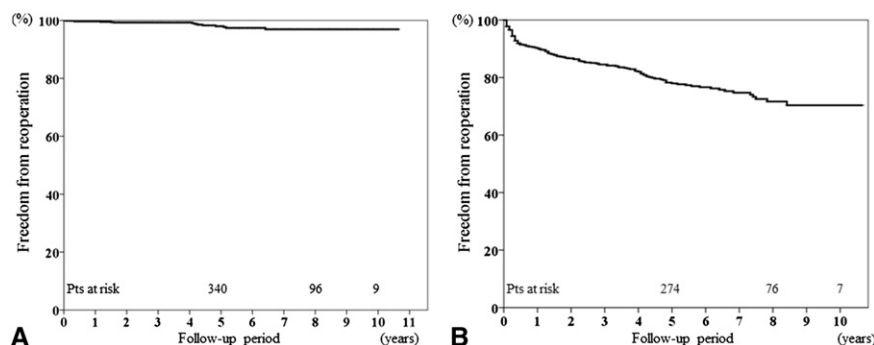 (%)
100
80
60
40
20
0
Freedom from reoperation
Pts at risk 340 96 9
0 1 2 3 4 5 6 7 8 9 10 11
Follow-up period (years)
A
(%)
100
80
60
40
20
0
Freedom from reoperation
Pts at risk 274 76 7
0 1 2 3 4 5 6 7 8 9 10
Follow-up period (years)
B